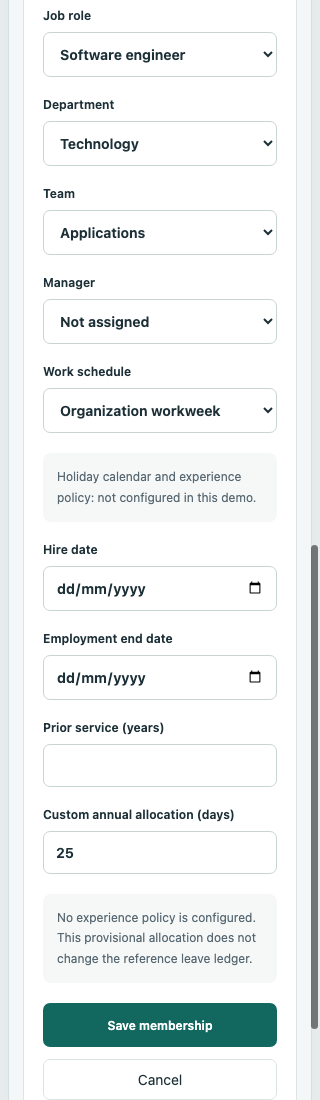 Job role
Software engineer
Department
Technology
Team
Applications
Manager
Not assigned
Work schedule
Organization workweek
Holiday calendar and experience
policy: not configured in this demo.
Hire date
dd/mm/yyyy
Employment end date
dd/mm/yyyy
Prior service (years)
Custom annual allocation (days)
25
No experience policy is configured.
This provisional allocation does not
change the reference leave ledger.
Save membership
Cancel